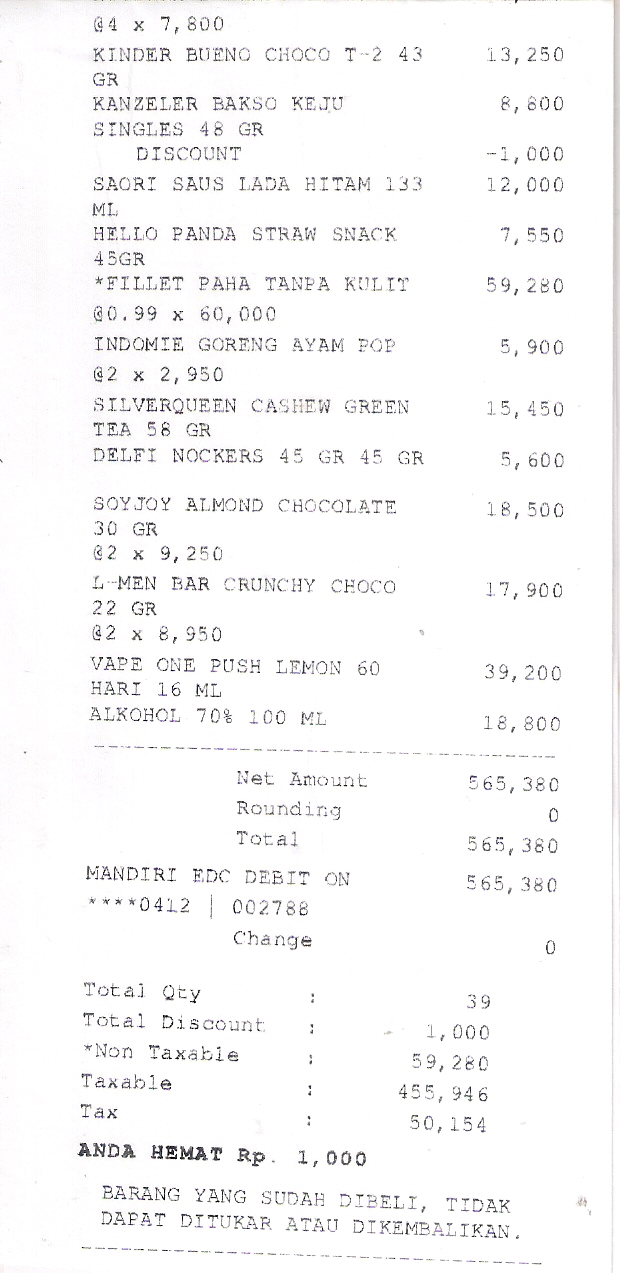 @4 x 7,800
KINDER BUENO CHOCO T-2 43 13,250
GR
KANZELER BAKSO KEJU 8,800
SINGLES 48 GR
DISCOUNT -1,000
SAORI SAUS LADA HITAM 133 12,000
ML
HELLO PANDA STRAW SNACK 7,550
45GR
*FILLET PAHA TANPA KULIT 59,280
@0.99 x 60,000
INDOMIE GORENG AYAM POP 5,900
@2 x 2,950
SILVERQUEEN CASHEW GREEN 15,450
TEA 58 GR
DELFI NOCKERS 45 GR 45 GR 5,600
SOYJOY ALMOND CHOCOLATE 18,500
30 GR
@2 x 9,250
L-MEN BAR CRUNCHY CHOCO 17,900
22 GR
@2 x 8,950
VAPE ONE PUSH LEMON 60 39,200
HARI 16 ML
ALKOHOL 70% 100 ML 18,800
Net Amount 565,380
Rounding 0
Total 565,380
MANDIRI EDC DEBIT ON 565,380
****0412 | 002788
Change 0
Total Qty : 39
Total Discount : 1,000
*Non Taxable : 59,280
Taxable : 455,946
Tax : 50,154
ANDA HEMAT Rp. 1,000
BARANG YANG SUDAH DIBELI, TIDAK
DAPAT DITUKAR ATAU DIKEMBALIKAN.